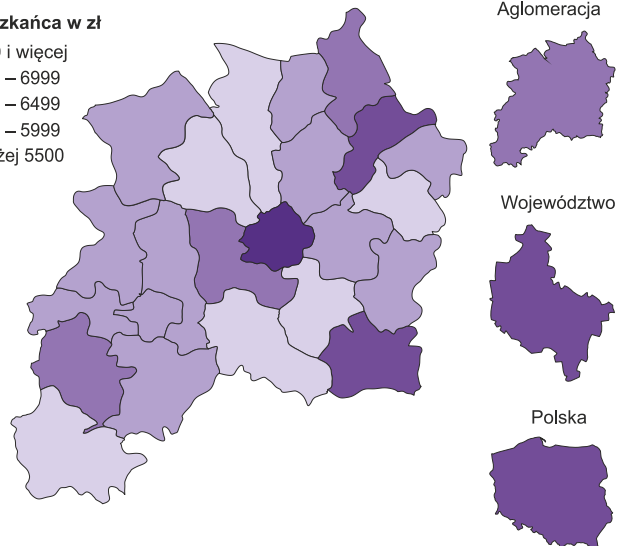 zkańca w zł
i więcej
– 6999
– 6499
– 5999
żej 5500
Aglomeracja
Województwo
Polska